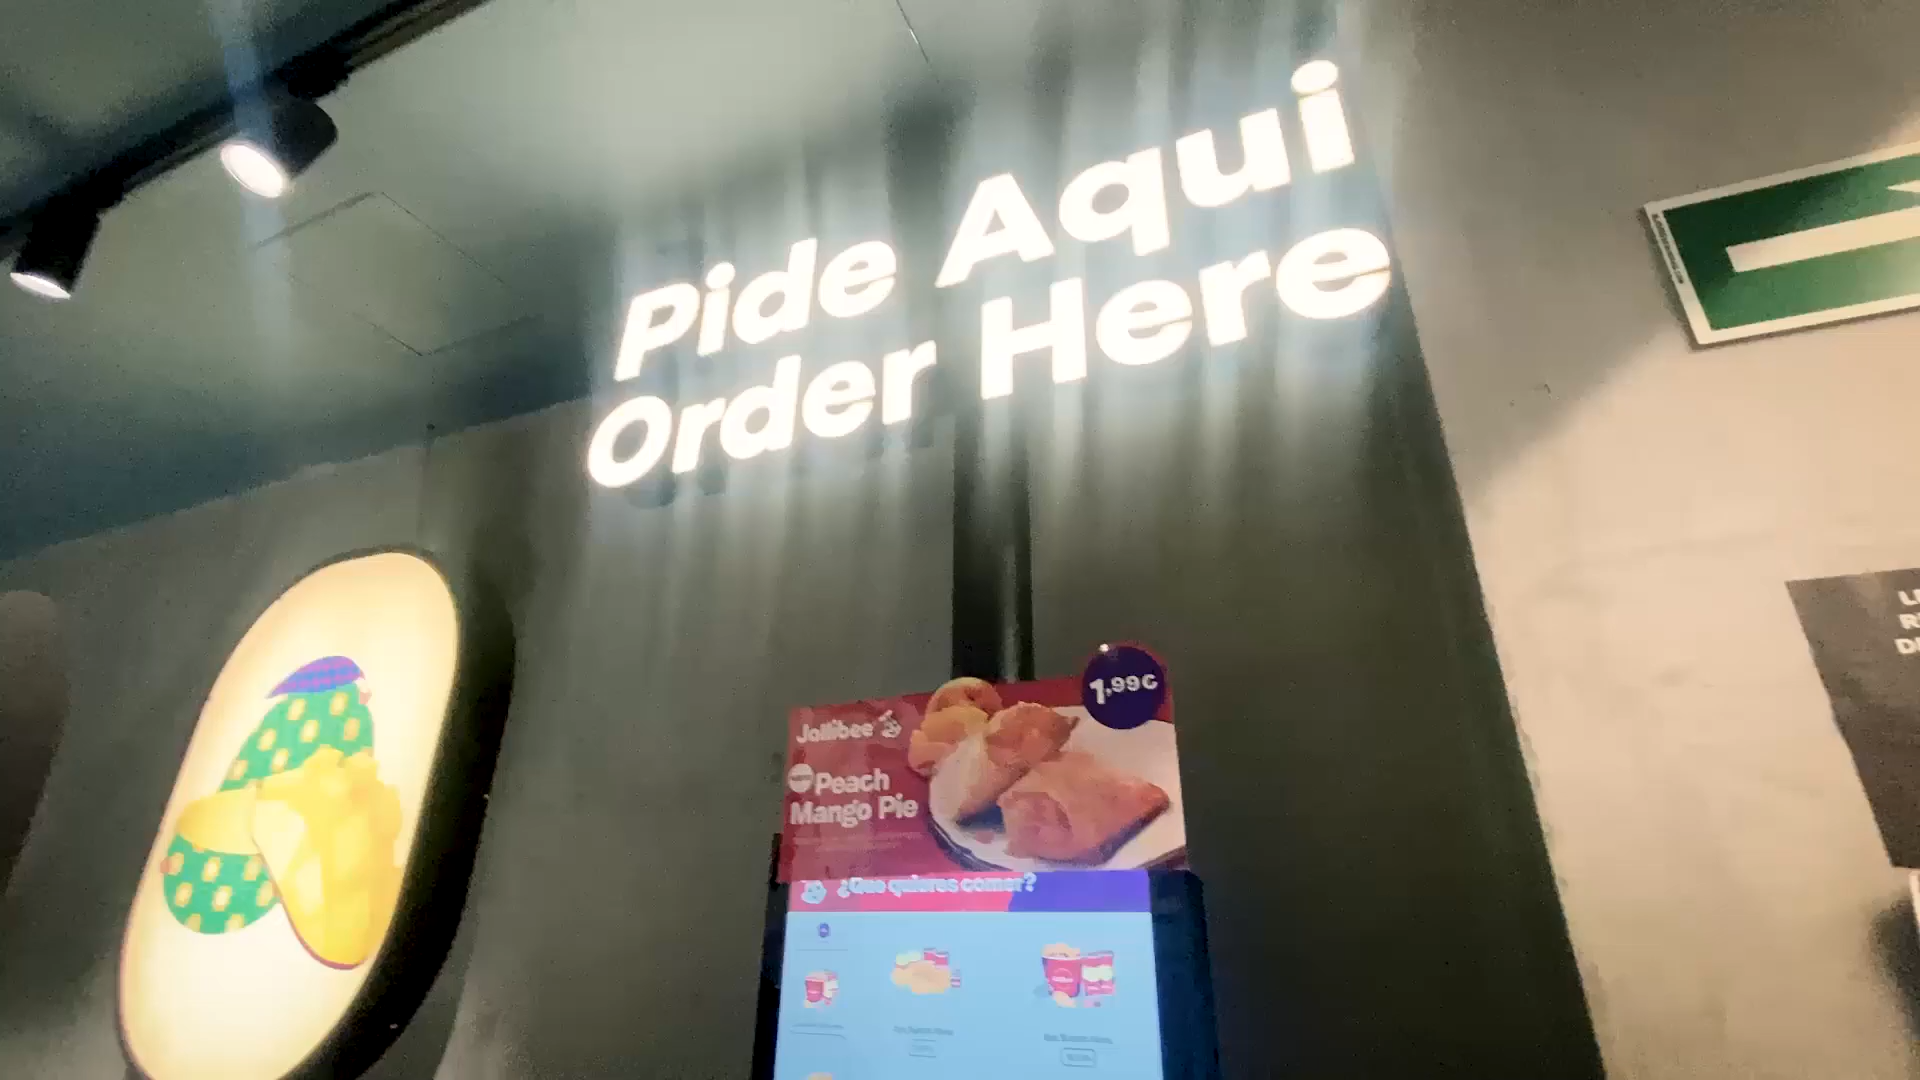 Pide Aqui
Order Here
1,99€
Jollibee
Peach
Mango Pie
¿Que quieres comer?